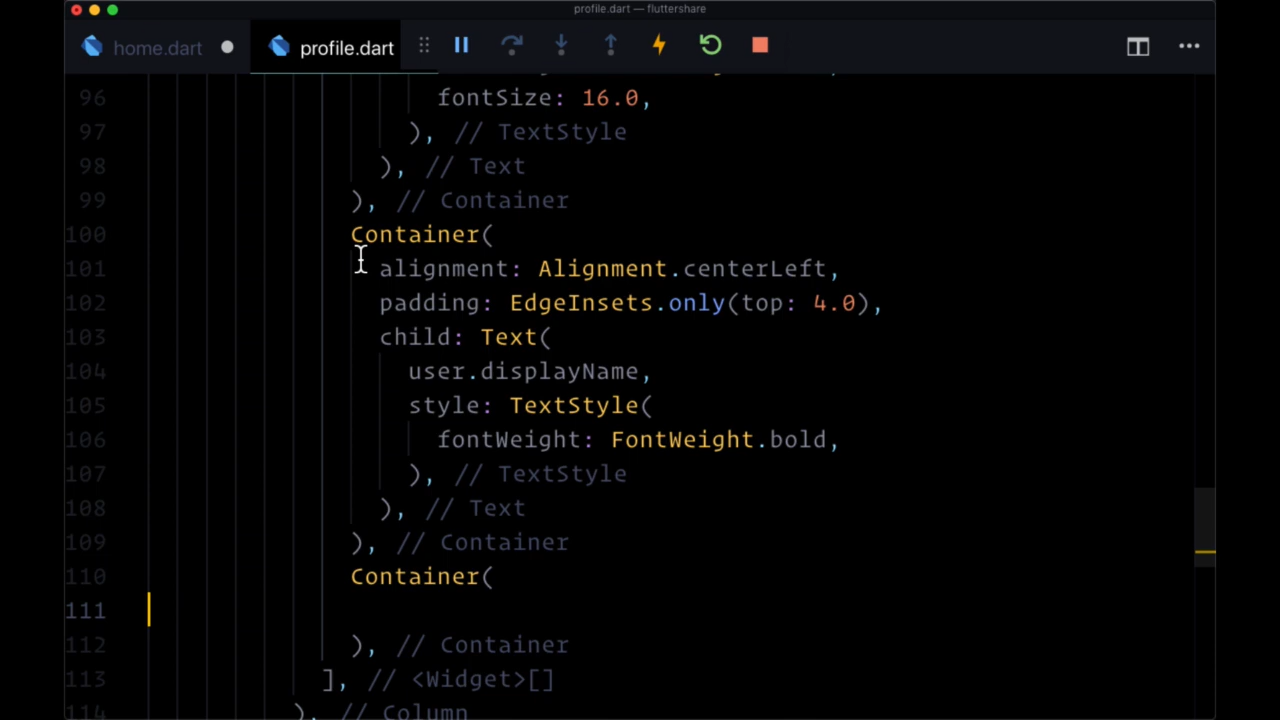 profile.dart — fluttershare
home.dart
profile.dart
96 fontSize: 16.0,
97 ), // TextStyle
98 ), // Text
99 ), // Container
100 Container(
101 alignment: Alignment.centerLeft,
102 padding: EdgeInsets.only(top: 4.0),
103 child: Text(
104 user.displayName,
105 style: TextStyle(
106 fontWeight: FontWeight.bold,
107 ), // TextStyle
108 ), // Text
109 ), // Container
110 Container(
111
112 ), // Container
113 ], // <Widget>[]
114 ), // Column